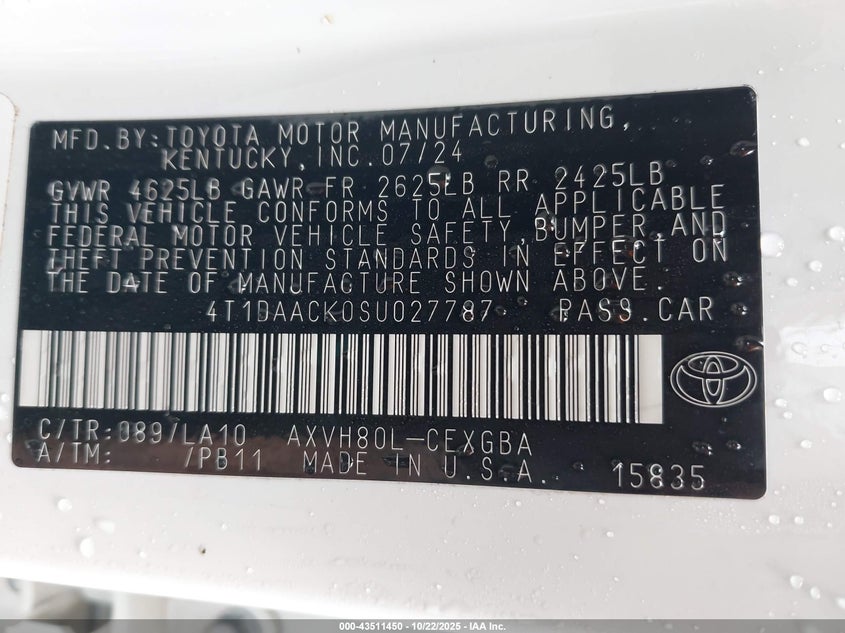 MFD. BY: TOYOTA MOTOR MANUFACTURING,
KENTUCKY, INC. 07/24
GVWR 4625LB GAWR FR 2625LB RR 2425LB
THIS VEHICLE CONFORMS TO ALL APPLICABLE
FEDERAL MOTOR VEHICLE SAFETY, BUMPER, AND
THEFT PREVENTION STANDARDS IN EFFECT ON
THE DATE OF MANUFACTURE SHOWN ABOVE.
4T1DAACK0SU027787 PASS. CAR
C/TR: 089/LA10 AXVH80L-CEXGBA
A/TM: /PB11 MADE IN U.S.A. 15835
000-43511450 - 10/22/2025 - IAA Inc.